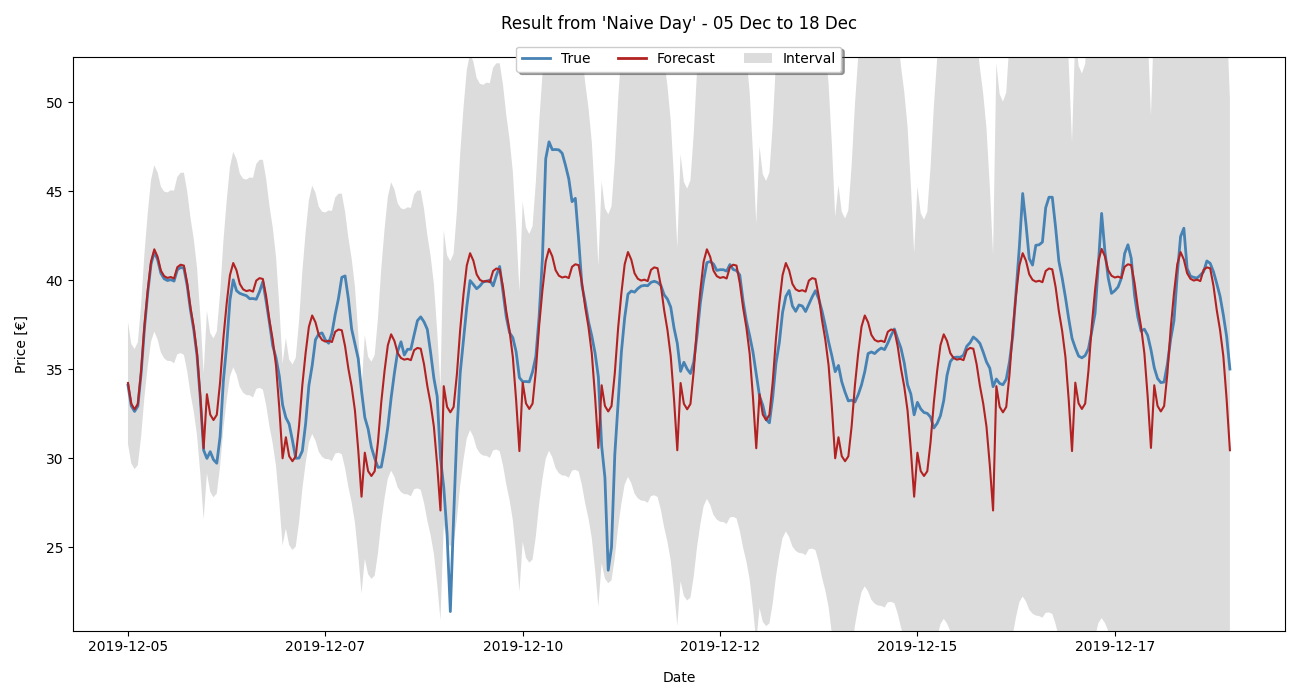 Result from 'Naive Day' - 05 Dec to 18 Dec
True Forecast Interval
50
45
40
35
30
25
Price [€]
2019-12-05 2019-12-07 2019-12-10 2019-12-12 2019-12-15 2019-12-17
Date